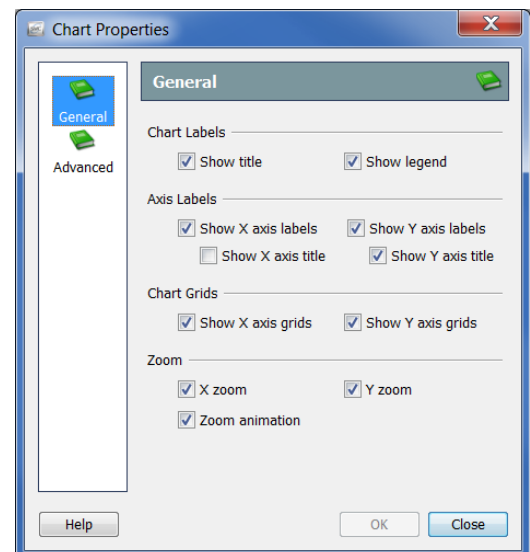 Chart Properties
General
Advanced
General
Chart Labels
Show title Show legend
Axis Labels
Show X axis labels Show Y axis labels
Show X axis title Show Y axis title
Chart Grids
Show X axis grids Show Y axis grids
Zoom
X zoom Y zoom
Zoom animation
Help OK Close